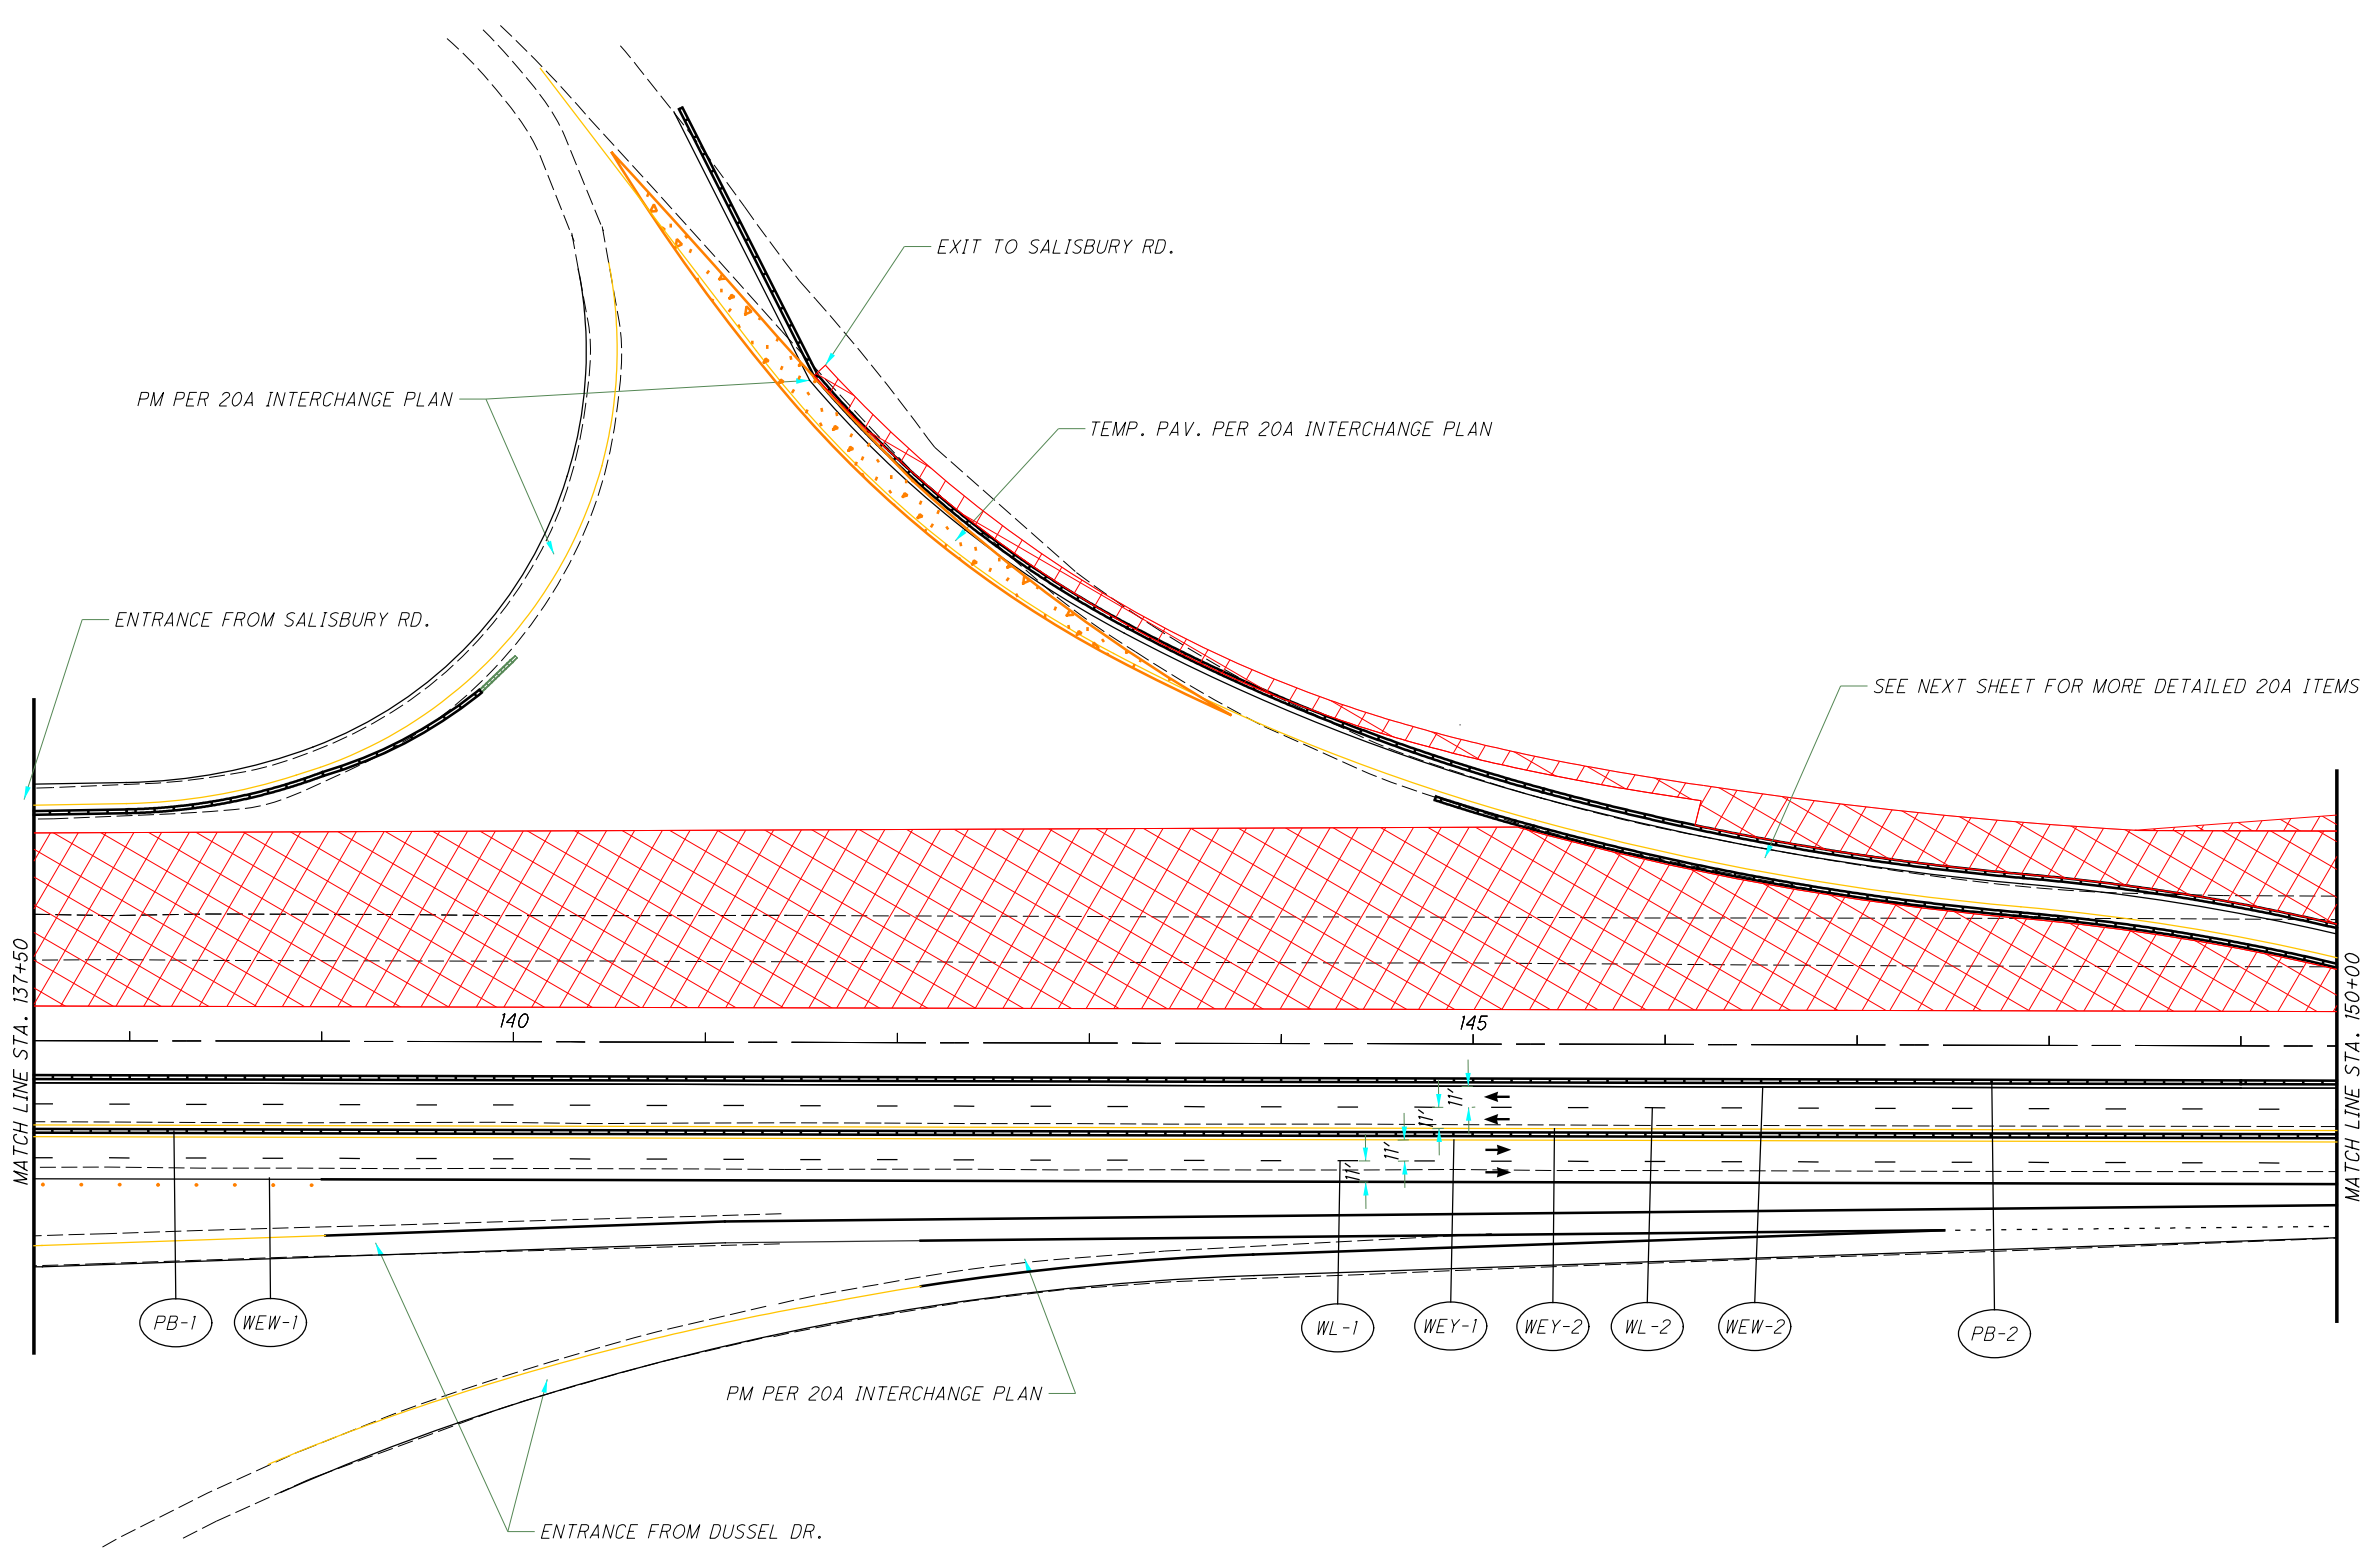 EXIT TO SALISBURY RD.
PM PER 20A INTERCHANGE PLAN
TEMP. PAV. PER 20A INTERCHANGE PLAN
ENTRANCE FROM SALISBURY RD.
SEE NEXT SHEET FOR MORE DETAILED 20A ITEMS
MATCH LINE STA. 137+50
140
145
MATCH LINE STA. 150+00
11'
11'
11'
11'
PB-1
WEW-1
WL-1
WEY-1
WEY-2
WL-2
WEW-2
PB-2
PM PER 20A INTERCHANGE PLAN
ENTRANCE FROM DUSSEL DR.